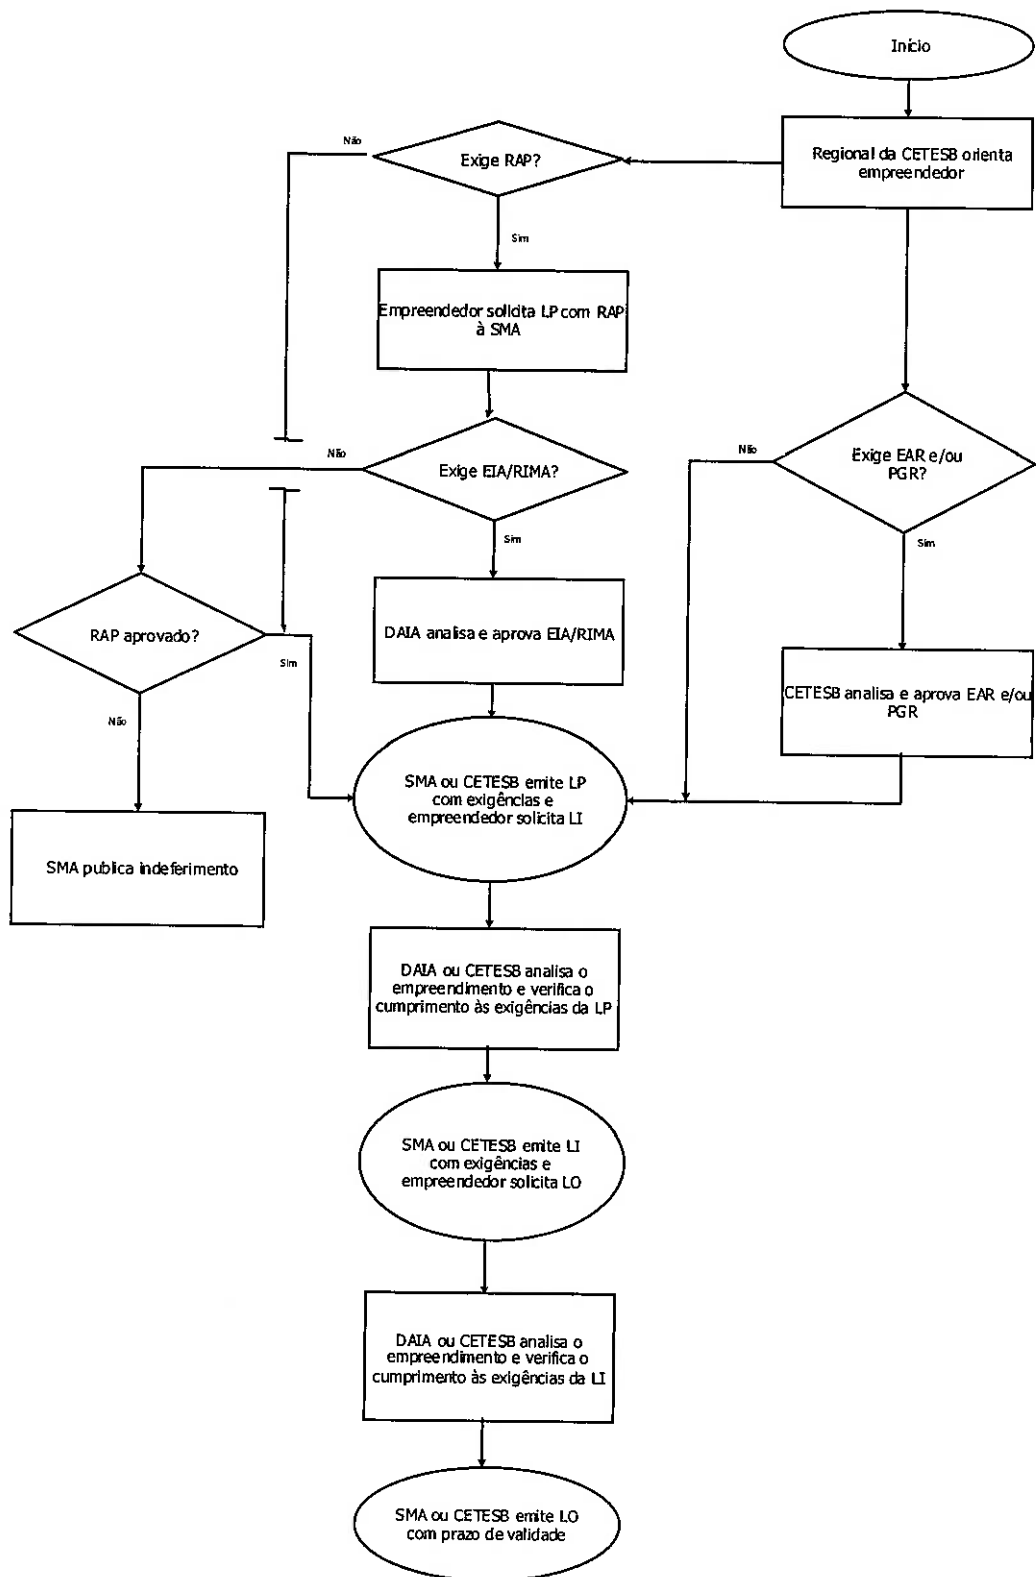 Início
Regional da CETESB orienta
empreendedor
Não
Exige RAP?
Sim
Empreendedor solicita LP com RAP
à SMA
Não
Exige EIA/RIMA?
Sim
Não
Exige EAR e/ou
PGR?
Sim
RAP aprovado?
Sim
Não
DAIA analisa e aprova EIA/RIMA
CETESB analisa e aprova EAR e/ou
PGR
SMA ou CETESB emite LP
com exigências e
empreendedor solicita LI
SMA publica indeferimento
DAIA ou CETESB analisa o
empreendimento e verifica o
cumprimento às exigências da LP
SMA ou CETESB emite LI
com exigências e
empreendedor solicita LO
DAIA ou CETESB analisa o
empreendimento e verifica o
cumprimento às exigências da LI
SMA ou CETESB emite LO
com prazo de validade